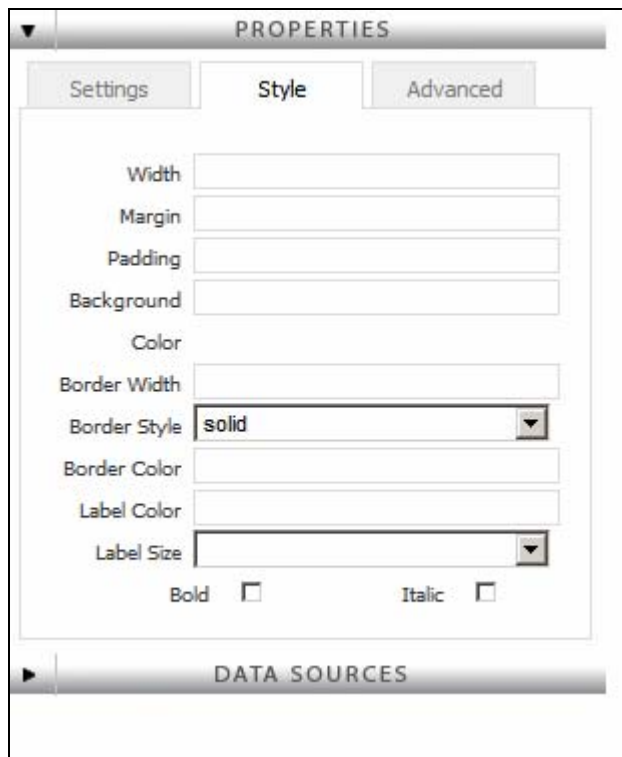 PROPERTIES
Settings Style Advanced
Width
Margin
Padding
Background
Color
Border Width
Border Style solid
Border Color
Label Color
Label Size
Bold Italic
DATA SOURCES